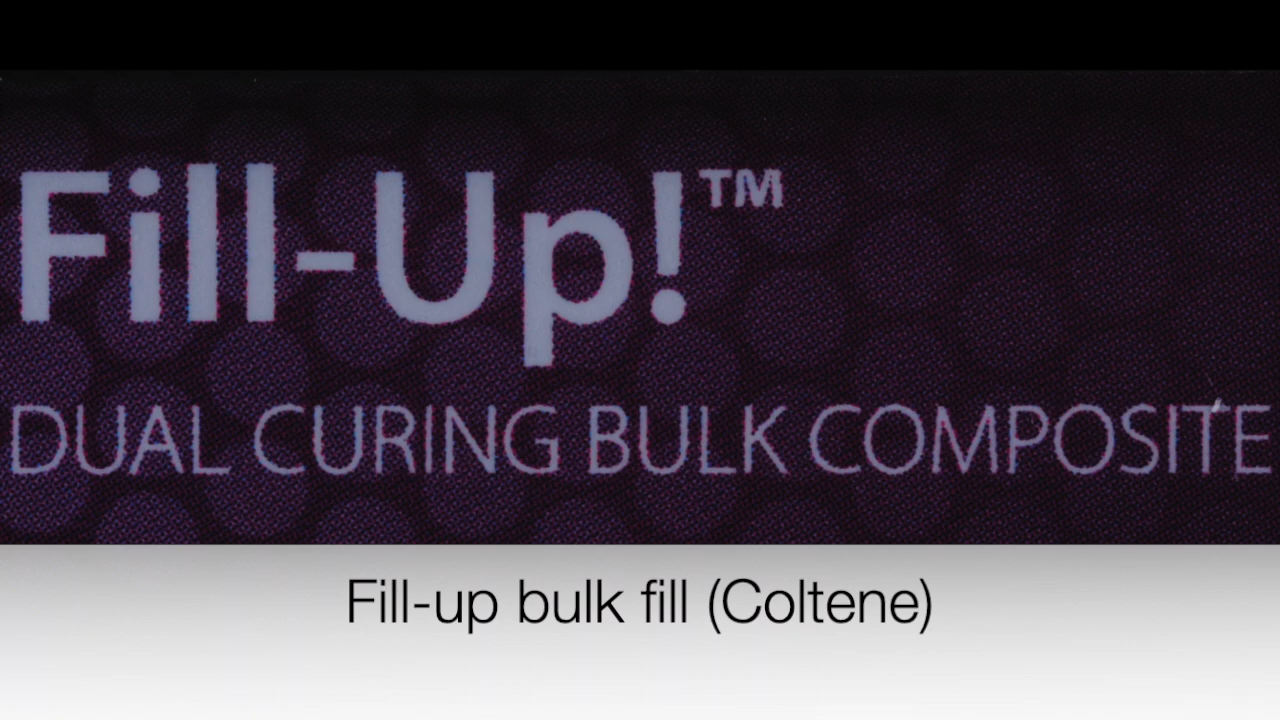 Fill-Up!™
DUAL CURING BULK COMPOSITE
Fill-up bulk fill (Coltene)